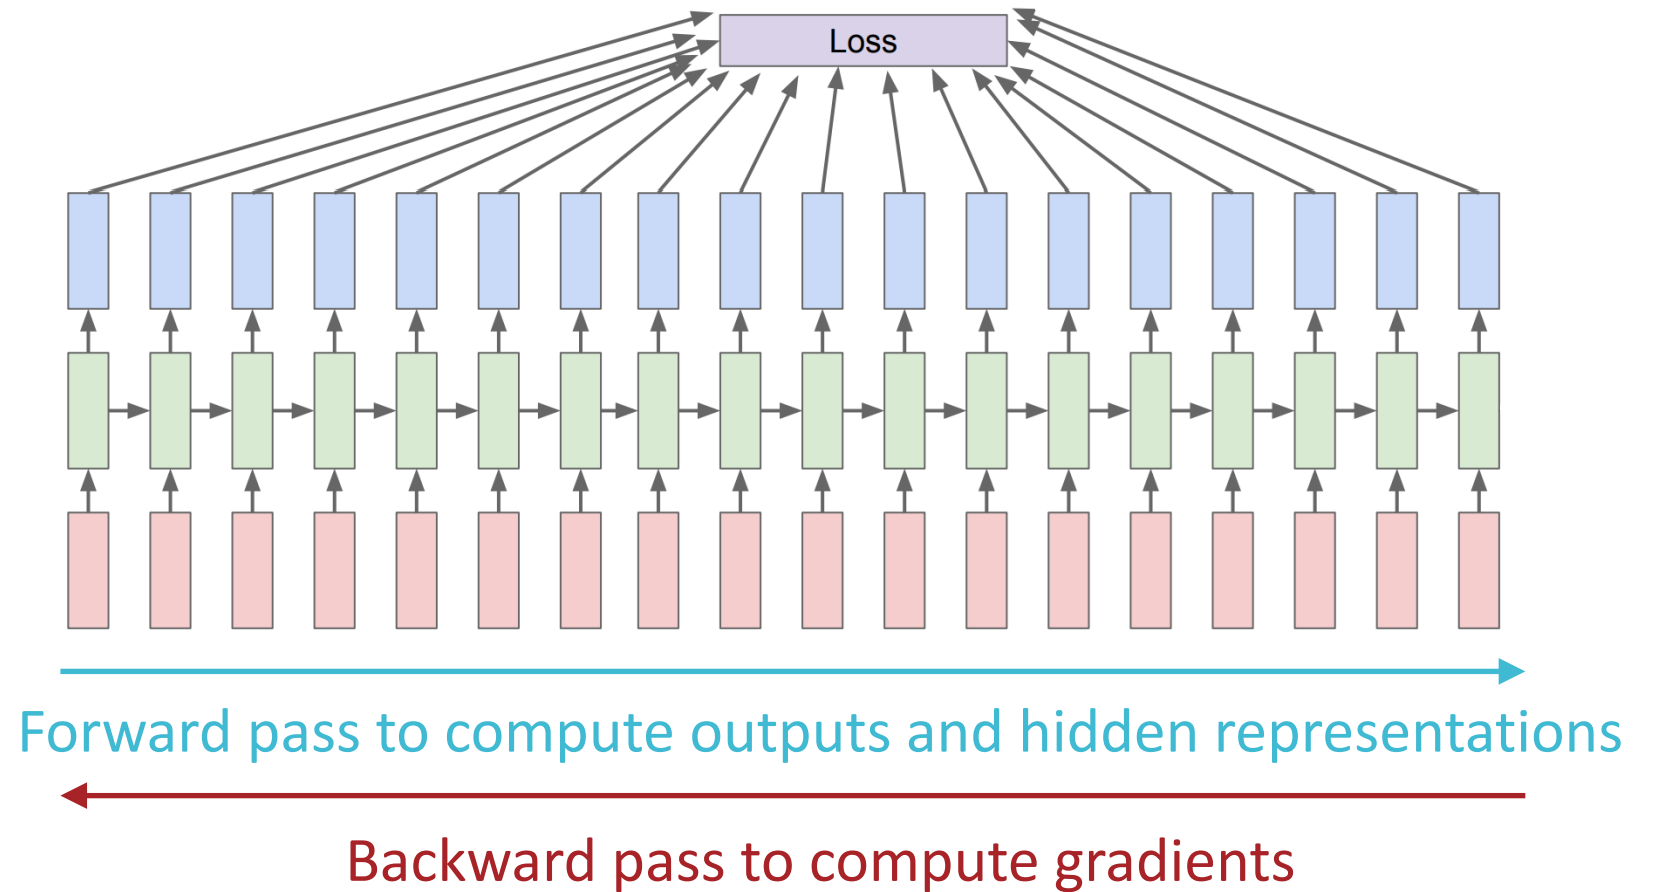 Loss
Forward pass to compute outputs and hidden representations
Backward pass to compute gradients